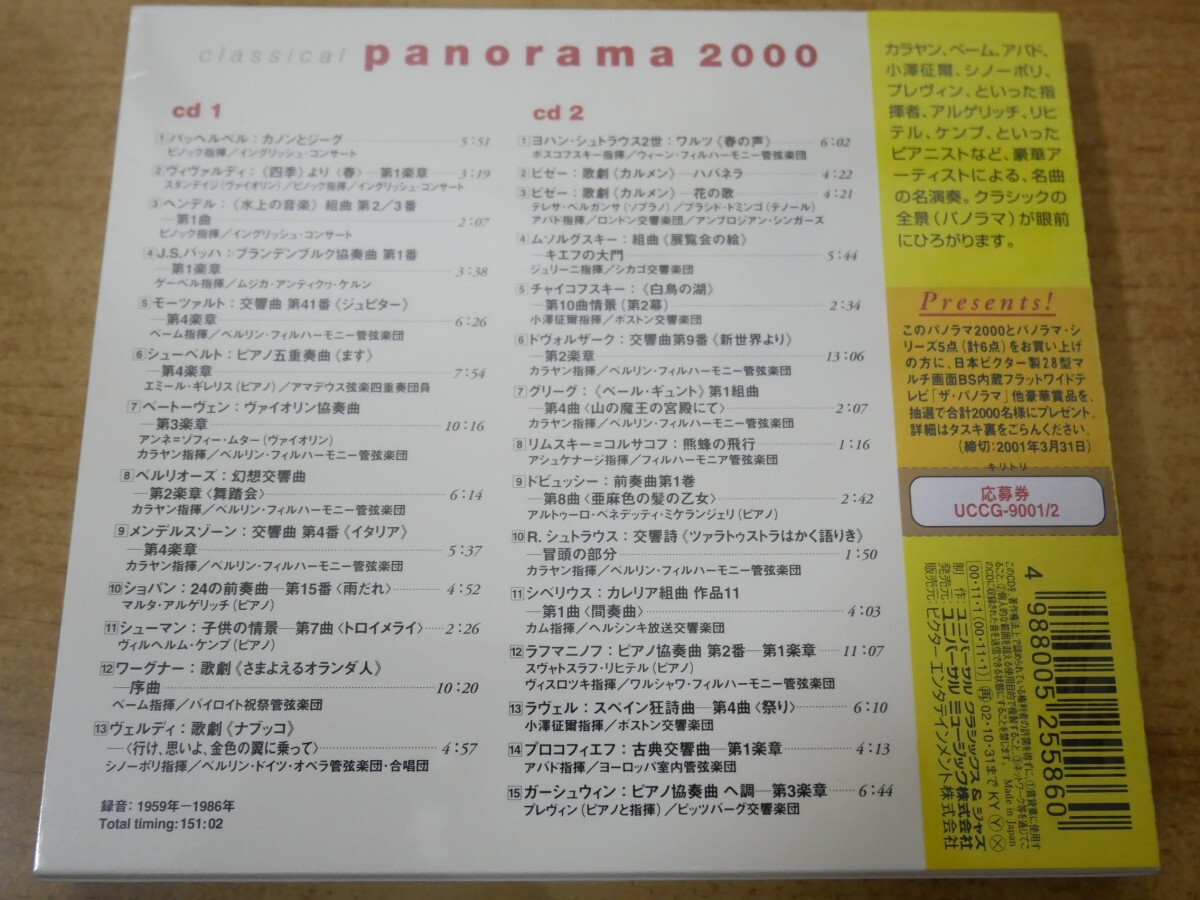 classical panorama 2000
cd 1
1 パッヘルベル：カノンとジーグ 5:51
ピノック指揮／イングリッシュ・コンサート
2 ヴィヴァルディ：《四季》より〈春〉―第1楽章 3:19
スタンデイジ（ヴァイオリン）／ピノック指揮／イングリッシュ・コンサート
3 ヘンデル：《水上の音楽》組曲 第2／3番
―第1曲 2:07
ピノック指揮／イングリッシュ・コンサート
4 J.S.バッハ：ブランデンブルク協奏曲 第1番
―第1楽章 3:38
ゲーベル指揮／ムジカ・アンティクヮ・ケルン
5 モーツァルト：交響曲 第41番《ジュピター》
―第4楽章 6:26
ベーム指揮／ベルリン・フィルハーモニー管弦楽団
6 シューベルト：ピアノ五重奏曲《ます》
―第4楽章 7:54
エミール・ギレリス（ピアノ）／アマデウス弦楽四重奏団員
7 ベートーヴェン：ヴァイオリン協奏曲
―第3楽章 10:16
アンネ＝ゾフィー・ムター（ヴァイオリン）
カラヤン指揮／ベルリン・フィルハーモニー管弦楽団
8 ベルリオーズ：幻想交響曲
―第2楽章〈舞踏会〉 6:14
カラヤン指揮／ベルリン・フィルハーモニー管弦楽団
9 メンデルスゾーン：交響曲 第4番《イタリア》
―第4楽章 5:37
カラヤン指揮／ベルリン・フィルハーモニー管弦楽団
10 ショパン：24の前奏曲―第15番〈雨だれ〉 4:52
マルタ・アルゲリッチ（ピアノ）
11 シューマン：子供の情景―第7曲〈トロイメライ〉 2:26
ヴィルヘルム・ケンプ（ピアノ）
12 ワーグナー：歌劇《さまよえるオランダ人》
―序曲 10:20
ベーム指揮／バイロイト祝祭管弦楽団
13 ヴェルディ：歌劇《ナブッコ》
―〈行け、思いよ、金色の翼に乗って〉 4:57
シノーポリ指揮／ベルリン・ドイツ・オペラ管弦楽団・合唱団
録音：1959年－1986年
Total timing:151:02
cd 2
1 ヨハン・シュトラウス2世：ワルツ《春の声》 6:02
ボスコフスキー指揮／ウィーン・フィルハーモニー管弦楽団
2 ビゼー：歌劇《カルメン》―ハバネラ 4:22
3 ビゼー：歌劇《カルメン》―花の歌 4:21
テレサ・ベルガンサ（ソプラノ）／プラシド・ドミンゴ（テノール）
アバド指揮／ロンドン交響楽団／アンブロジアン・シンガーズ
4 ムソルグスキー：組曲《展覧会の絵》
―キエフの大門 5:44
ジュリーニ指揮／シカゴ交響楽団
5 チャイコフスキー：《白鳥の湖》
―第10曲情景（第2幕） 2:34
小澤征爾指揮／ボストン交響楽団
6 ドヴォルザーク：交響曲第9番《新世界より》
―第2楽章 13:06
カラヤン指揮／ベルリン・フィルハーモニー管弦楽団
7 グリーグ：《ペール・ギュント》第1組曲
―第4曲〈山の魔王の宮殿にて〉 2:07
カラヤン指揮／ベルリン・フィルハーモニー管弦楽団
8 リムスキー＝コルサコフ：熊蜂の飛行 1:16
アシュケナージ指揮／フィルハーモニア管弦楽団
9 ドビュッシー：前奏曲第1巻
―第8曲〈亜麻色の髪の乙女〉 2:42
アルトゥーロ・ベネデッティ・ミケランジェリ（ピアノ）
10 R.シュトラウス：交響詩《ツァラトゥストラはかく語りき》
―冒頭の部分 1:50
カラヤン指揮／ベルリン・フィルハーモニー管弦楽団
11 シベリウス：カレリア組曲 作品11
―第1曲〈間奏曲〉 4:03
カム指揮／ヘルシンキ放送交響楽団
12 ラフマニノフ：ピアノ協奏曲 第2番―第1楽章 11:07
スヴャトスラフ・リヒテル（ピアノ）
ヴィスロツキ指揮／ワルシャワ・フィルハーモニー管弦楽団
13 ラヴェル：スペイン狂詩曲―第4曲〈祭り〉 6:10
小澤征爾指揮／ボストン交響楽団
14 プロコフィエフ：古典交響曲―第1楽章 4:13
アバド指揮／ヨーロッパ室内管弦楽団
15 ガーシュウィン：ピアノ協奏曲 ヘ調―第3楽章 6:44
プレヴィン（ピアノと指揮）／ピッツバーグ交響楽団
カラヤン、ベーム、アバド、
小澤征爾、シノーポリ、
プレヴィン、といった指
揮者、アルゲリッチ、リヒ
テル、ケンプ、といった
ピアニストなど、豪華ア
ーティストによる、名曲
の名演奏。クラシックの
全景（パノラマ）が眼前
にひろがります。
Presents!
このパノラマ2000とパノラマ・シ
リーズ5点（計6点）をお買い上げ
の方に、日本ビクター製28型マ
ルチ画面BS内蔵フラットワイドテ
レビ「ザ・パノラマ」他豪華賞品を、
抽選で合計2000名様にプレゼント。
詳細はタスキ裏をごらんください。
（締切：2001年3月31日）
キリトリ
応募券
UCCG-9001/2
4 988005 255860
Made in Japan
00・11・1（00・11・1） 再 02・10・31まで KY Y X
制作：ユニバーサル クラシックス & ジャズ
発売元：ユニバーサル ミュージック株式会社
販売元：ビクターエンタテインメント株式会社